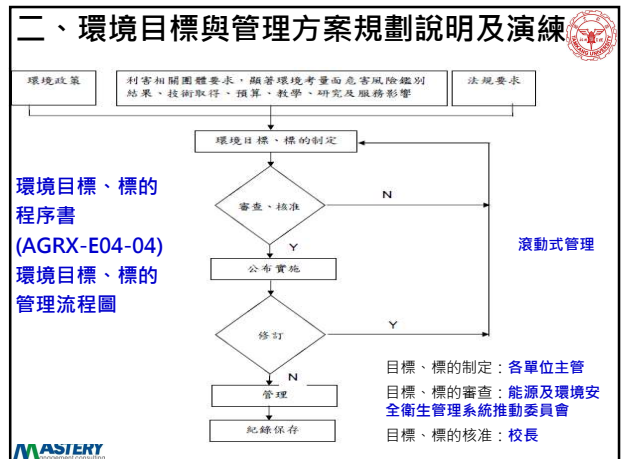 二、環境目標與管理方案規劃說明及演練
環境政策
利害相關團體要求，顯著環境考量面危害風險鑑別
結果、技術取得、預算、教學、研究及服務影響
法規要求
環境目標、標的制定
審查、核准
N
Y
公布實施
修訂
Y
N
管理
紀錄保存
環境目標、標的
程序書
(AGRX-E04-04)
環境目標、標的
管理流程圖
滾動式管理
目標、標的制定：各單位主管
目標、標的審查：能源及環境安
全衛生管理系統推動委員會
目標、標的核准：校長
MASTERY
management consulting